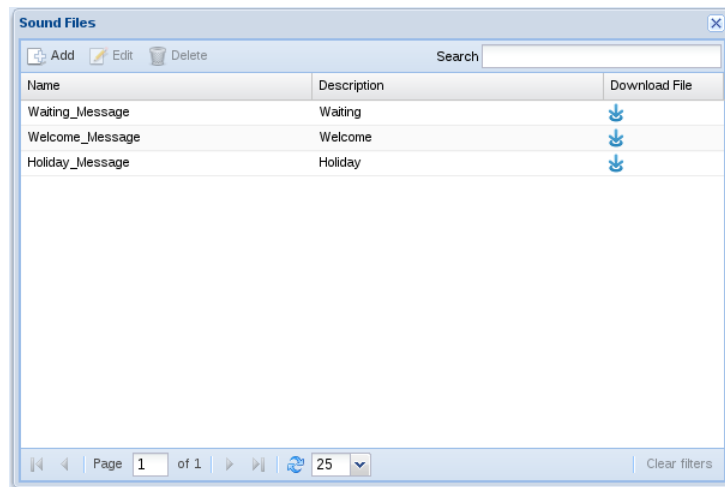 Sound Files
Add Edit Delete Search
Name Description Download File
Waiting_Message Waiting
Welcome_Message Welcome
Holiday_Message Holiday
Page 1 of 1 25 Clear filters